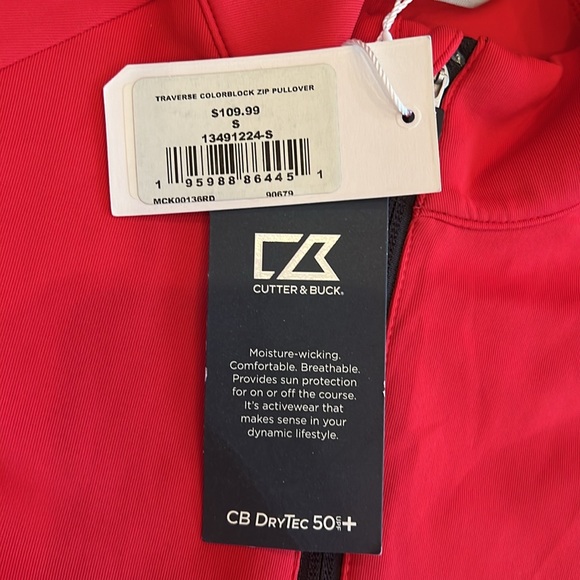 TRAVERSE COLORBLOCK ZIP PULLOVER
$109.99
S
13491224-S
1 95988 86445 1
MCK00136RD 90679
CUTTER & BUCK®
Moisture-wicking.
Comfortable. Breathable.
Provides sun protection
for on or off the course.
It's activewear that
makes sense in your
dynamic lifestyle.
CB DRYTEC 50 UPF +